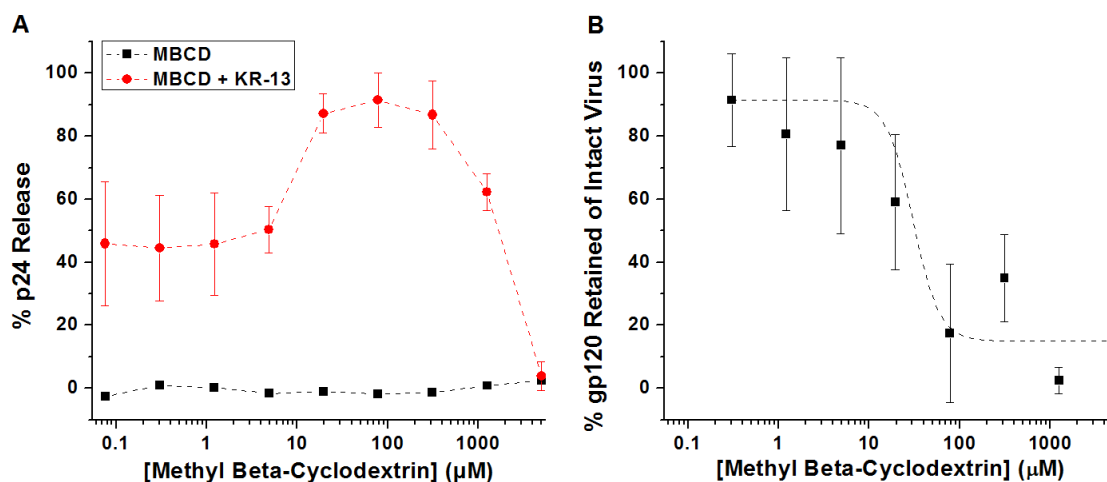 A
MBCD
MBCD + KR-13
% p24 Release
100
80
60
40
20
0
0.1
1
10
100
1000
[Methyl Beta-Cyclodextrin] (µM)
B
% gp120 Retained of Intact Virus
100
80
60
40
20
0
0.1
1
10
100
1000
[Methyl Beta-Cyclodextrin] (µM)